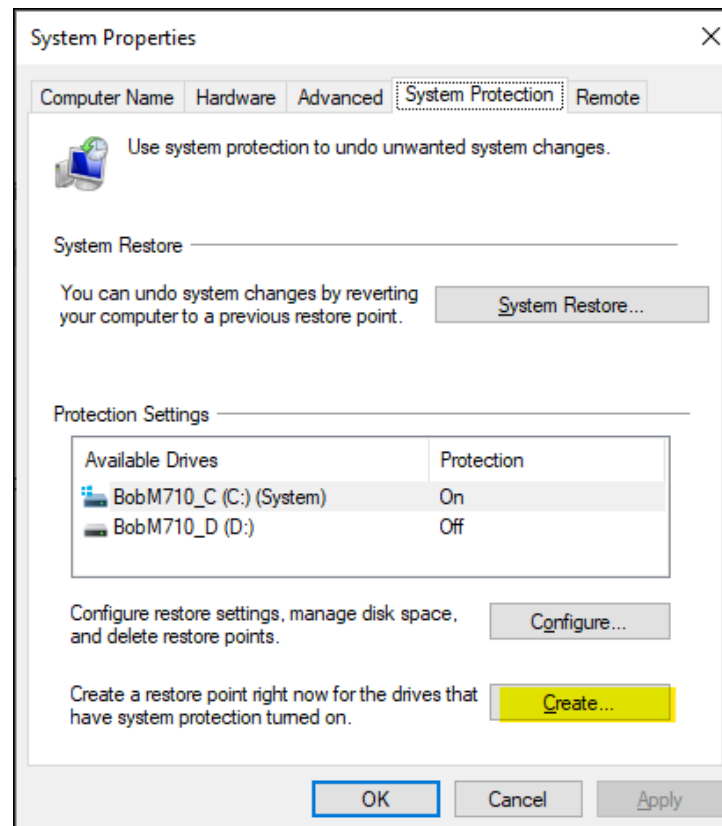 System Properties
Computer Name Hardware Advanced System Protection Remote
Use system protection to undo unwanted system changes.
System Restore
You can undo system changes by reverting
your computer to a previous restore point.
System Restore...
Protection Settings
Available Drives Protection
BobM710_C (C:) (System) On
BobM710_D (D:) Off
Configure restore settings, manage disk space,
and delete restore points.
Configure...
Create a restore point right now for the drives that
have system protection turned on.
Create...
OK Cancel Apply